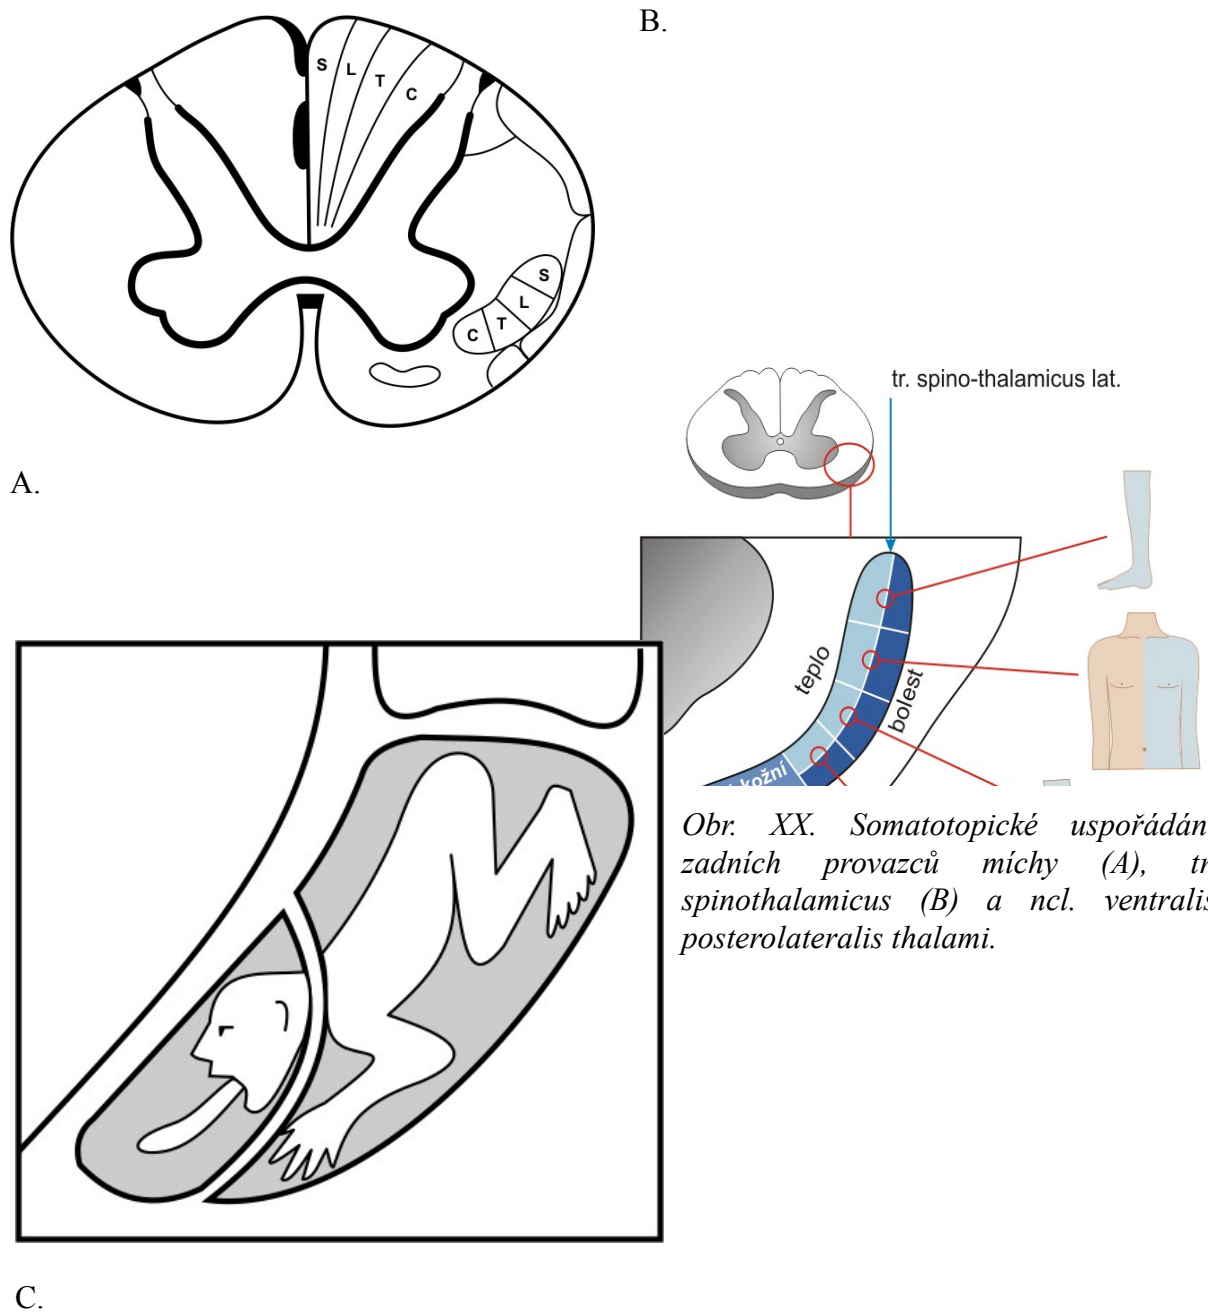 B.
S L T C
S
L
T
C
A.
tr. spino-thalamicus lat.
teplo
bolest
kožní
Obr. XX. Somatotopické uspořádán
zadních provazců míchy (A), tr
spinothalamicus (B) a ncl. ventralis
posterolateralis thalami.
C.